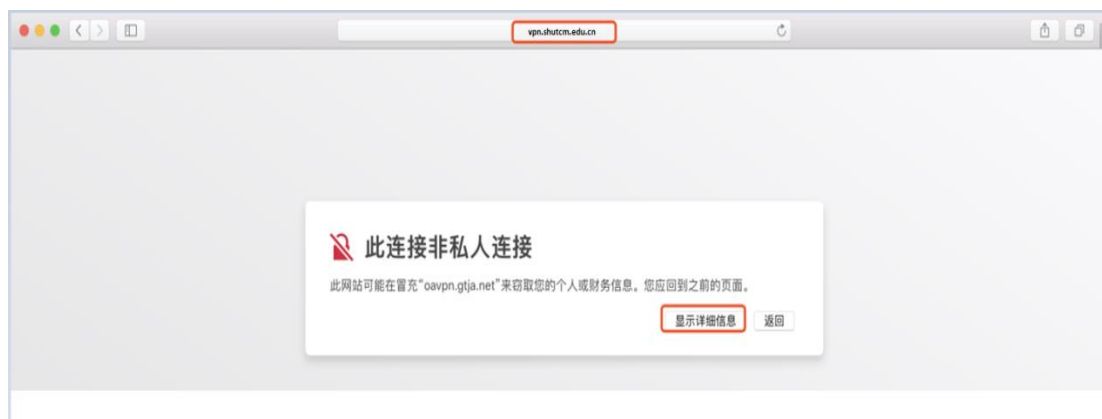 vpn.shutcm.edu.cn
此连接非私人连接
此网站可能在冒充“oavpn.gtja.net”来窃取您的个人或财务信息。您应回到之前的页面。
显示详细信息 返回